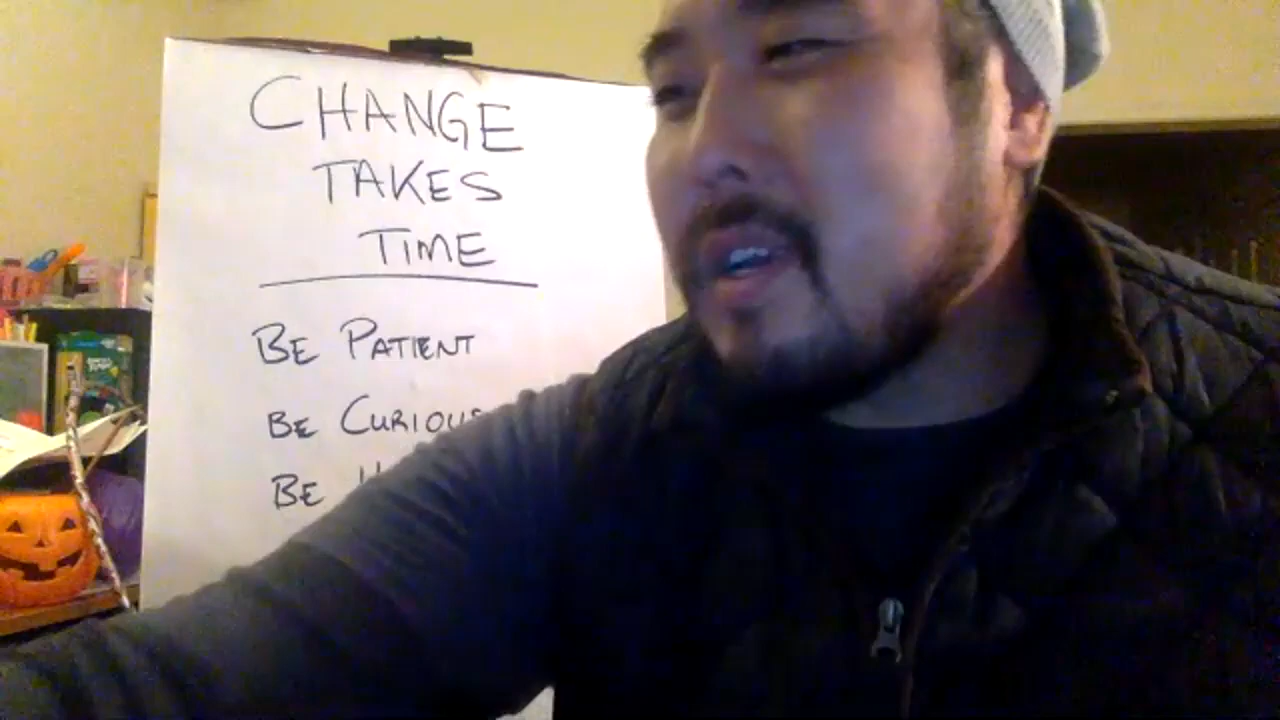 CHANGE
TAKES
TIME
BE PATIENT
BE CURIOUS
BE